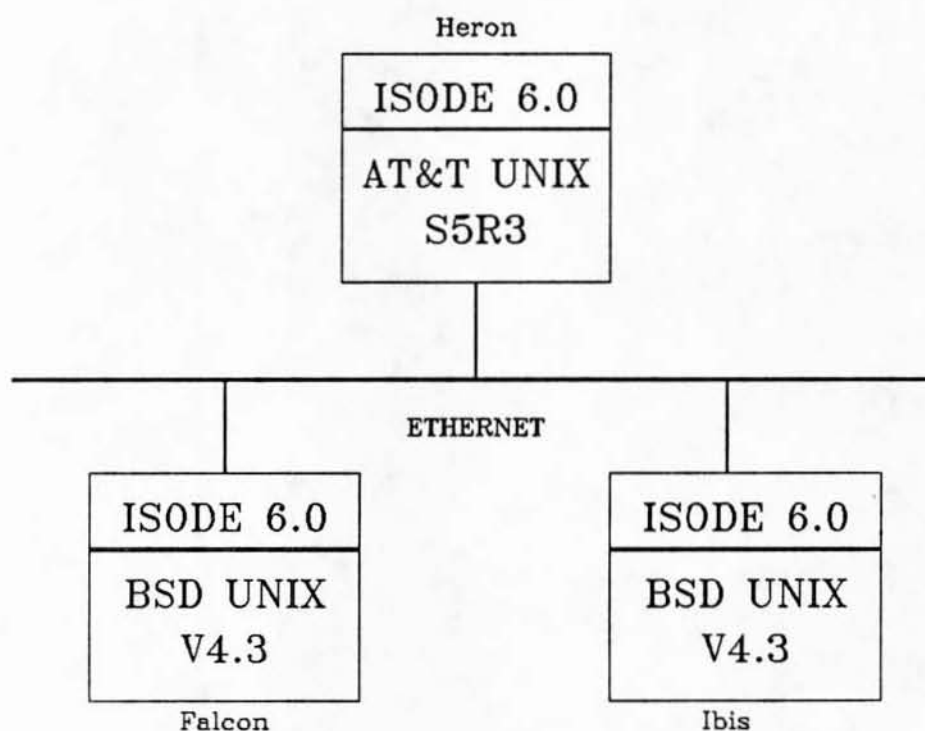 Heron
ISODE 6.0
AT&T UNIX
S5R3
ETHERNET
ISODE 6.0
BSD UNIX
V4.3
Falcon
ISODE 6.0
BSD UNIX
V4.3
Ibis